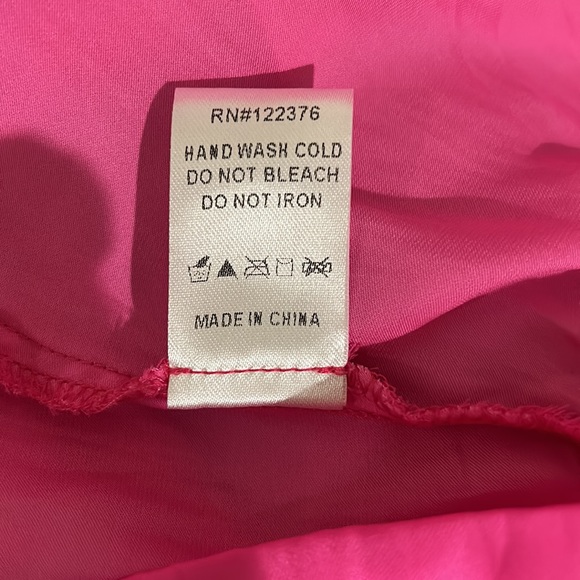 RN#122376
HAND WASH COLD
DO NOT BLEACH
DO NOT IRON
MADE IN CHINA